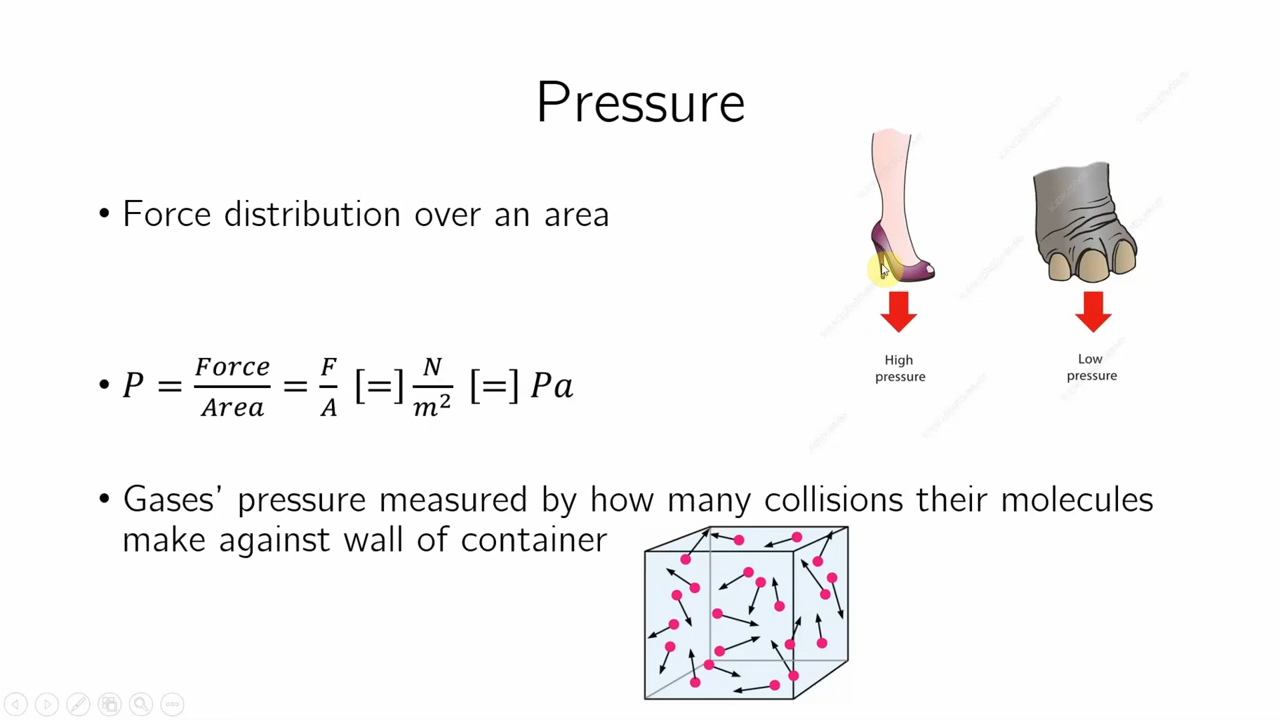 Pressure
• Force distribution over an area
• P = Force/Area = F/A [=] N/m² [=] Pa
High
pressure
Low
pressure
• Gases’ pressure measured by how many collisions their molecules
make against wall of container